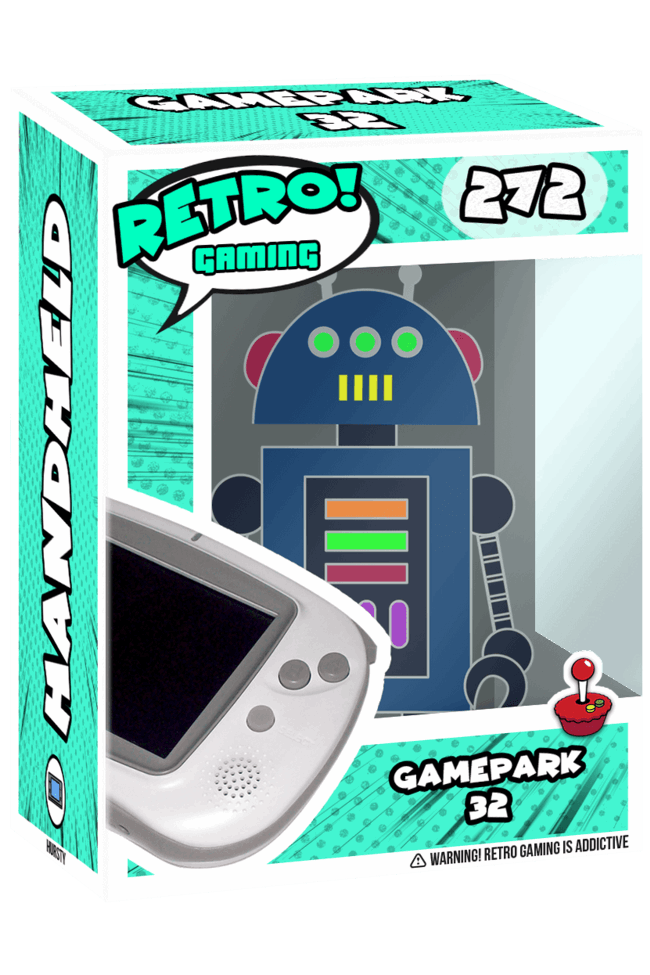 GAMEPARK
32
RETRO!
GAMING
272
HANDHELD
GAMEPARK
32
WARNING! RETRO GAMING IS ADDICTIVE
HURSTY